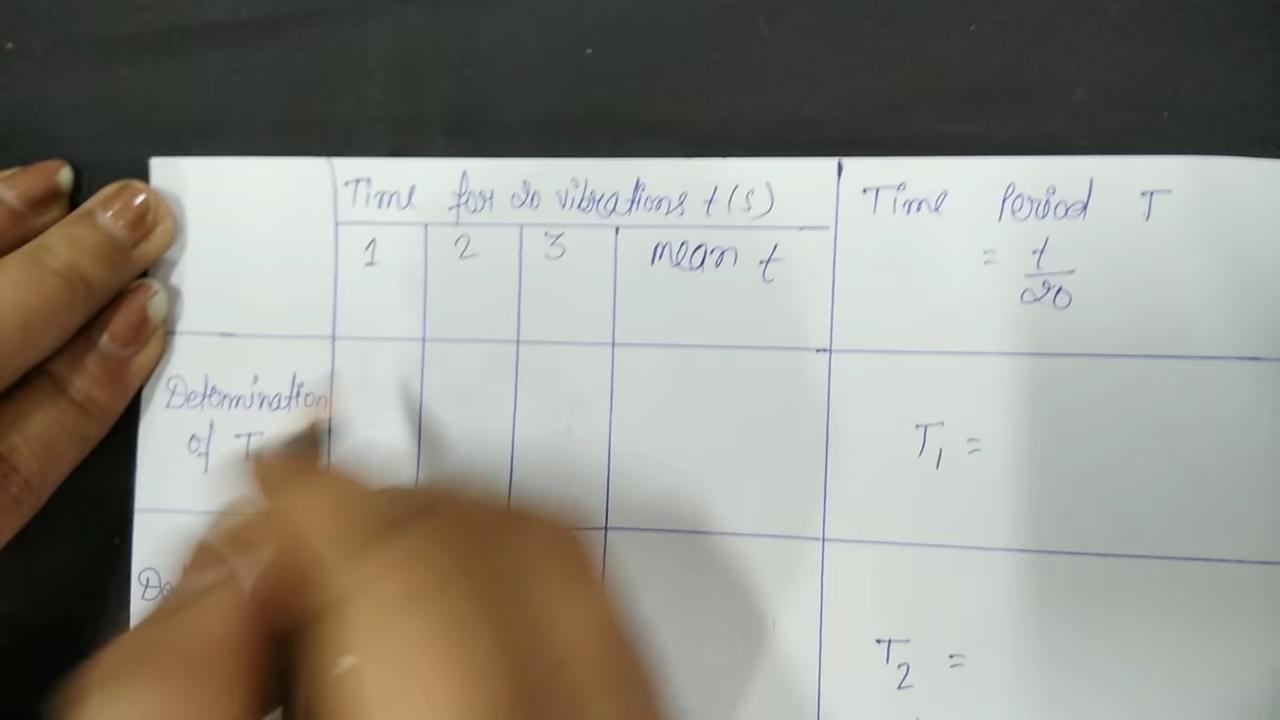 Time for 20 vibrations t(s)
Time Period T
= t/20
1 2 3 mean t
Determination
of T
T1 =
T2 =